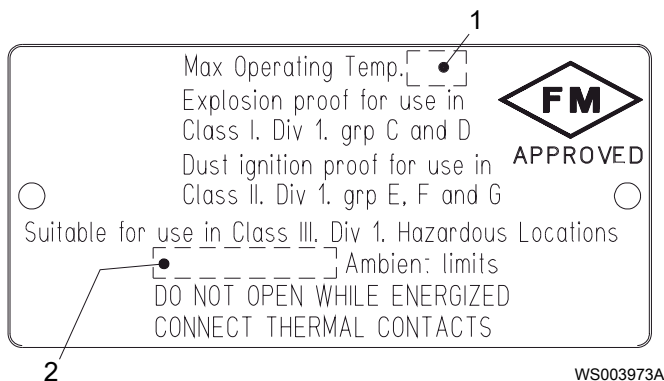 1
Max Operating Temp.
FM
Explosion proof for use in
Class I. Div 1. grp C and D
APPROVED
Dust ignition proof for use in
Class II. Div 1. grp E, F and G
Suitable for use in Class III. Div 1. Hazardous Locations
Ambient limits
DO NOT OPEN WHILE ENERGIZED
CONNECT THERMAL CONTACTS
2
WS003973A